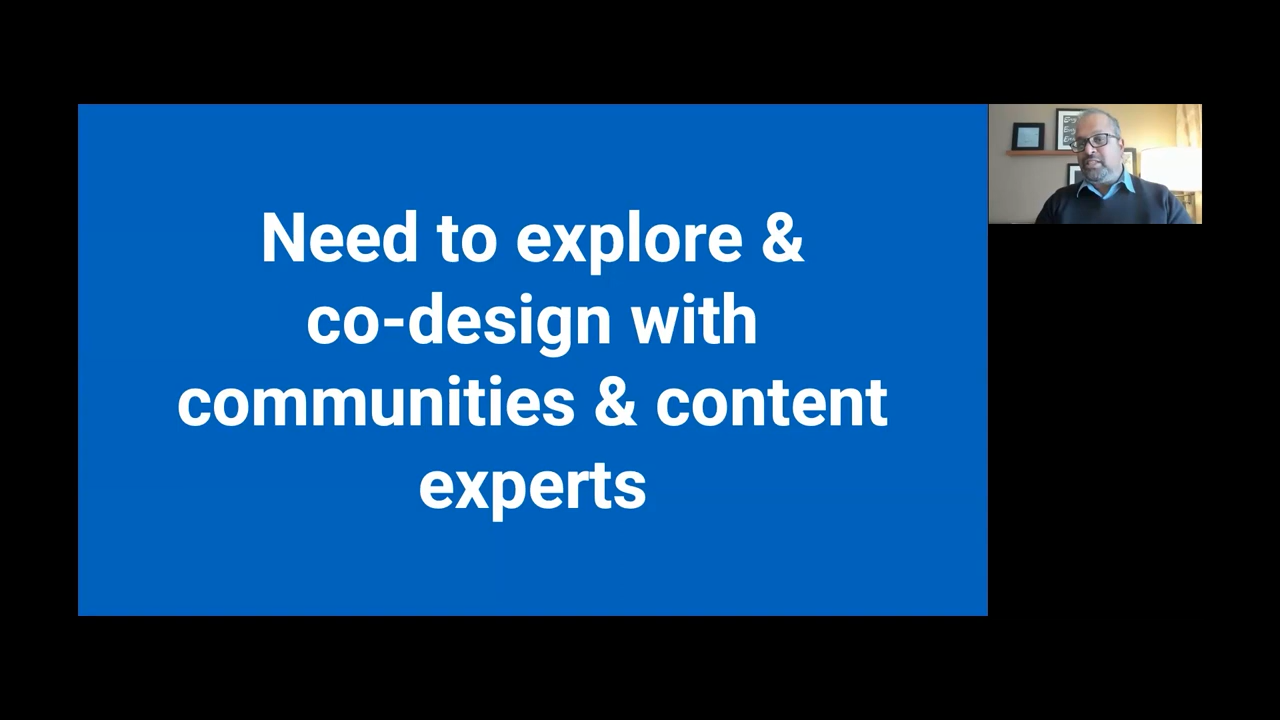 Need to explore &
co-design with
communities & content
experts